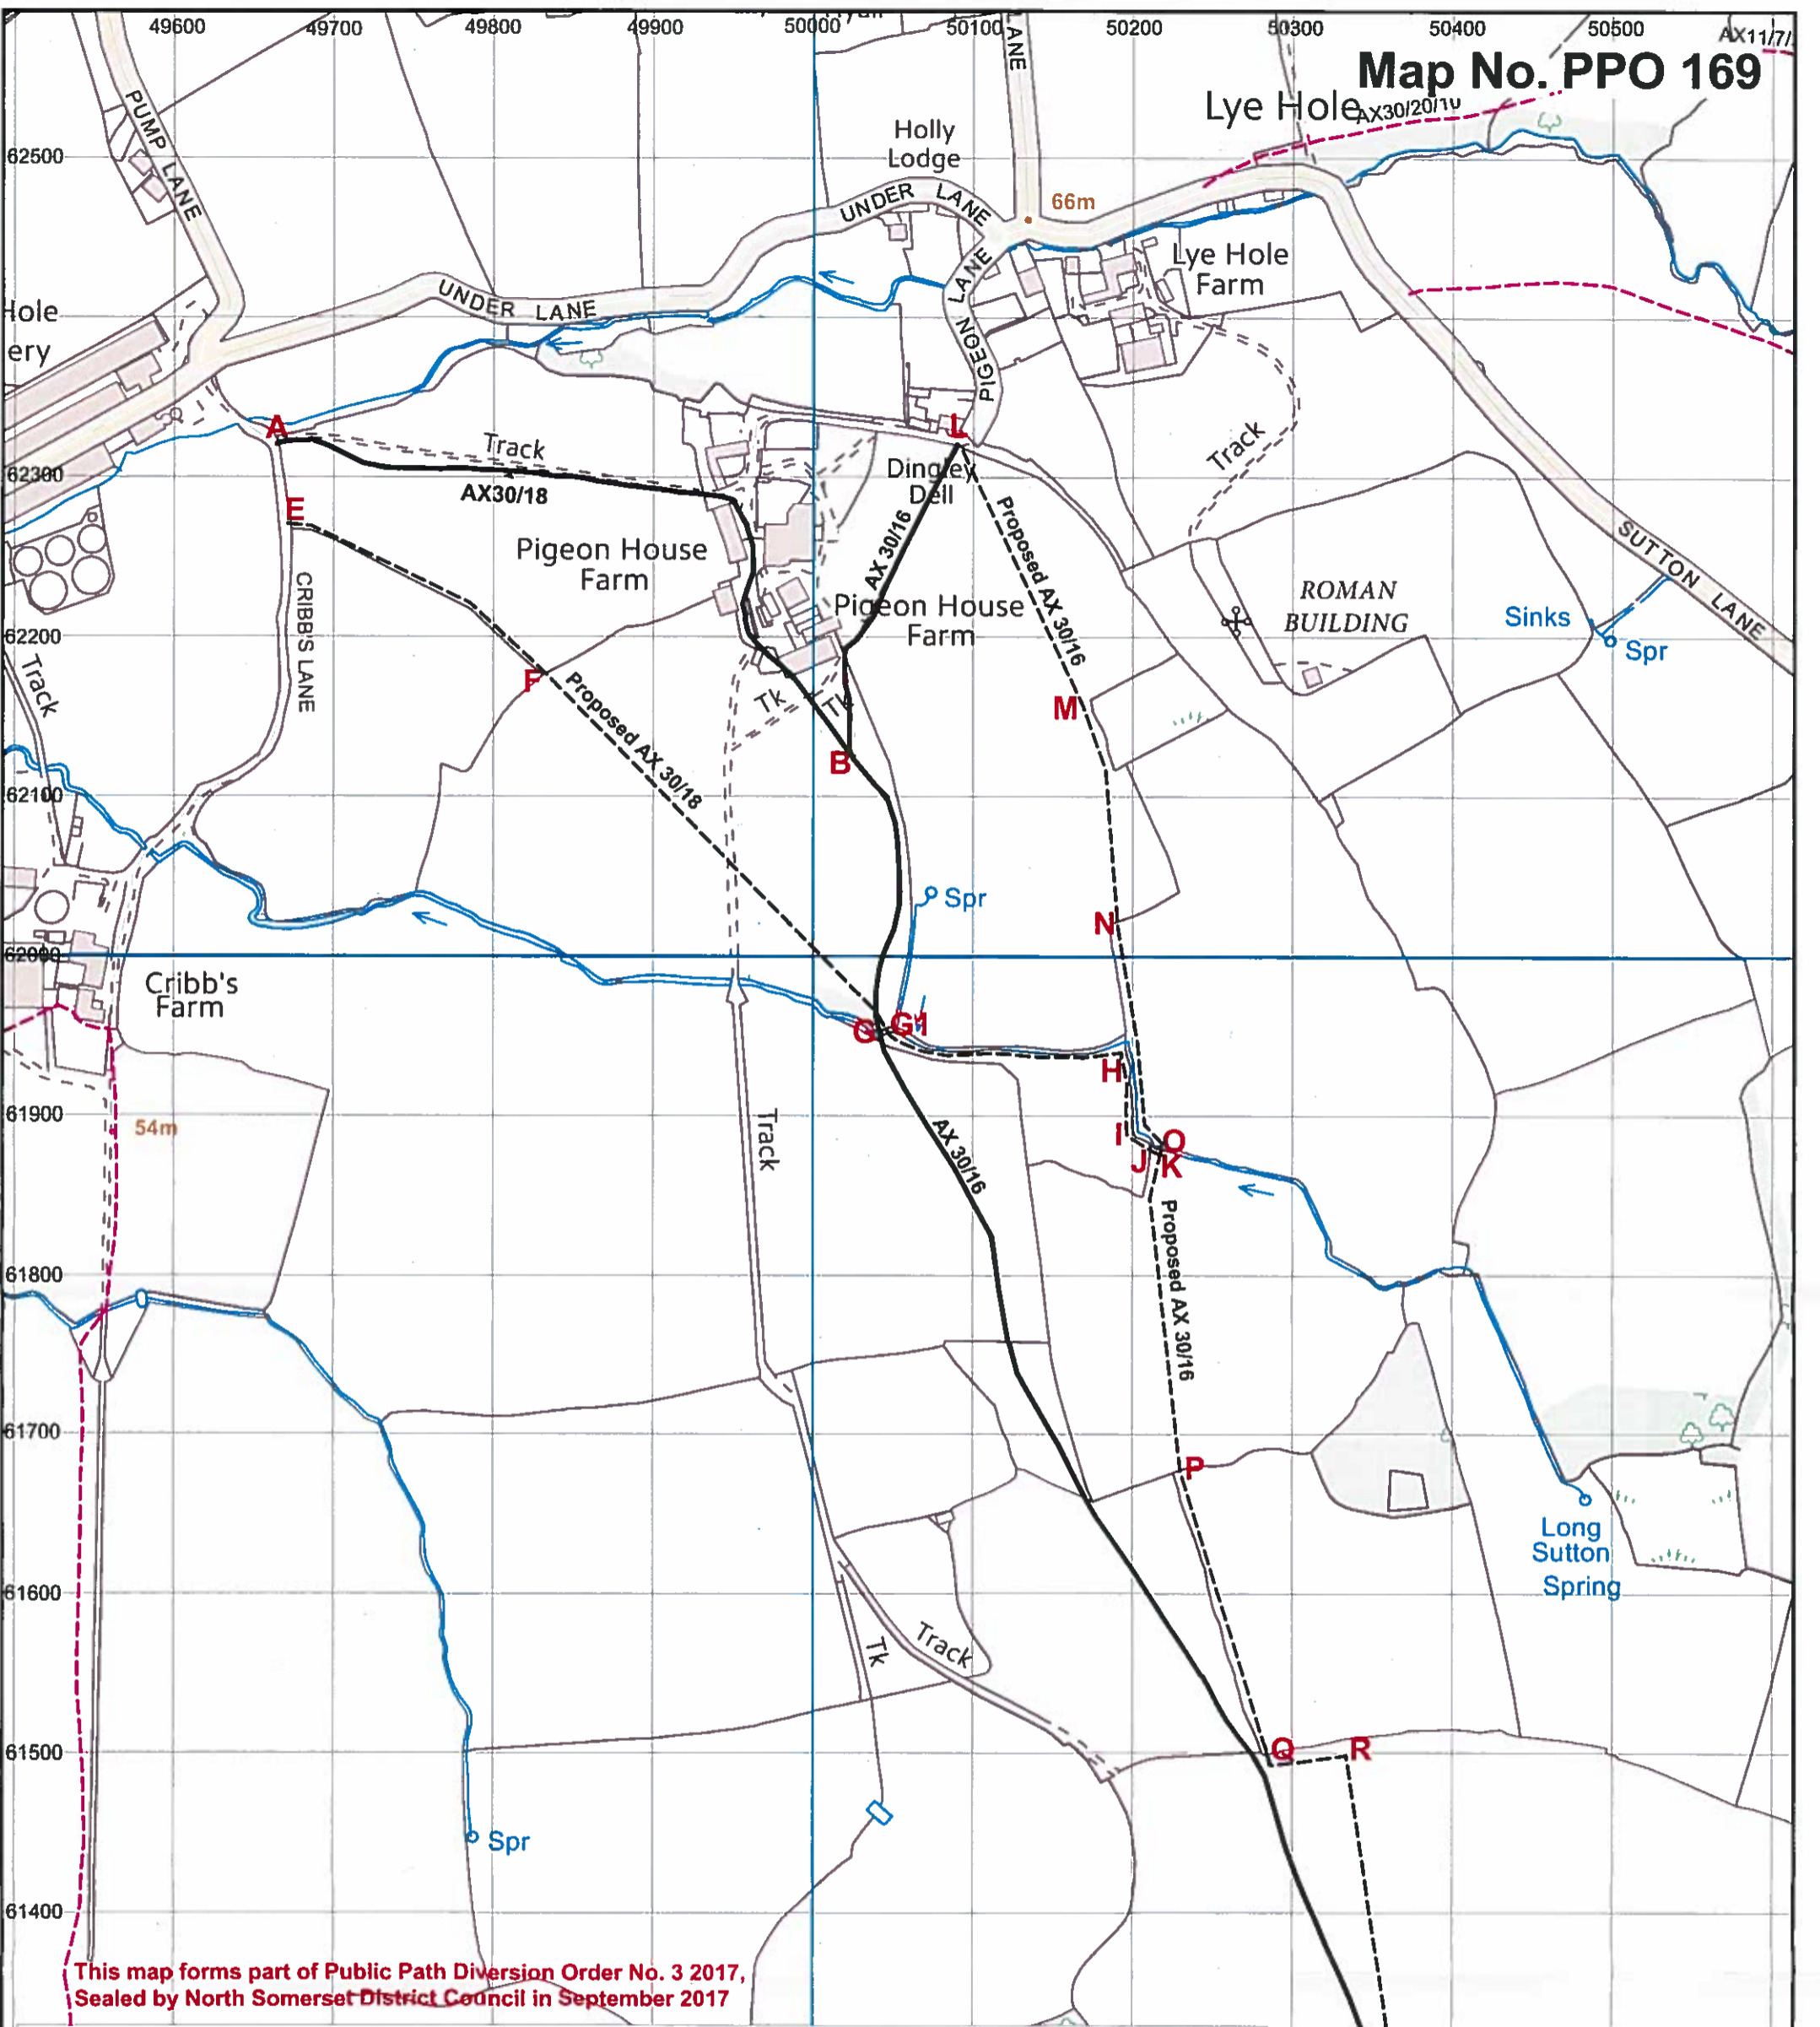 49600 49700 49800 49900 50000 50100 50200 50300 50400 50500
AX11/7/
Map No. PPO 169
Lye Hole
AX30/20/10
PUMP LANE
LANE
Holly
Lodge
62500
UNDER LANE
66m
Lye Hole
Farm
PIGEON LANE
UNDER LANE
Hole
ery
A
Track
AX30/18
62300
L
Dingley
Dell
Track
E
Pigeon House
Farm
AX 30/16
Proposed AX 30/16
SUTTON LANE
ROMAN
BUILDING
Sinks
Spr
Pigeon House
Farm
62200
CRIBB'S LANE
Track
F
Proposed AX 30/18
Tk
Tk
M
B
62100
Spr
N
62000
Cribb's
Farm
G
G1
H
61900
54m
Track
AX 30/16
I
O
J
K
Proposed AX 30/16
61800
61700
P
Long
Sutton
Spring
61600
Tk
Track
61500
Q
R
Spr
61400
This map forms part of Public Path Diversion Order No. 3 2017,
Sealed by North Somerset District Council in September 2017